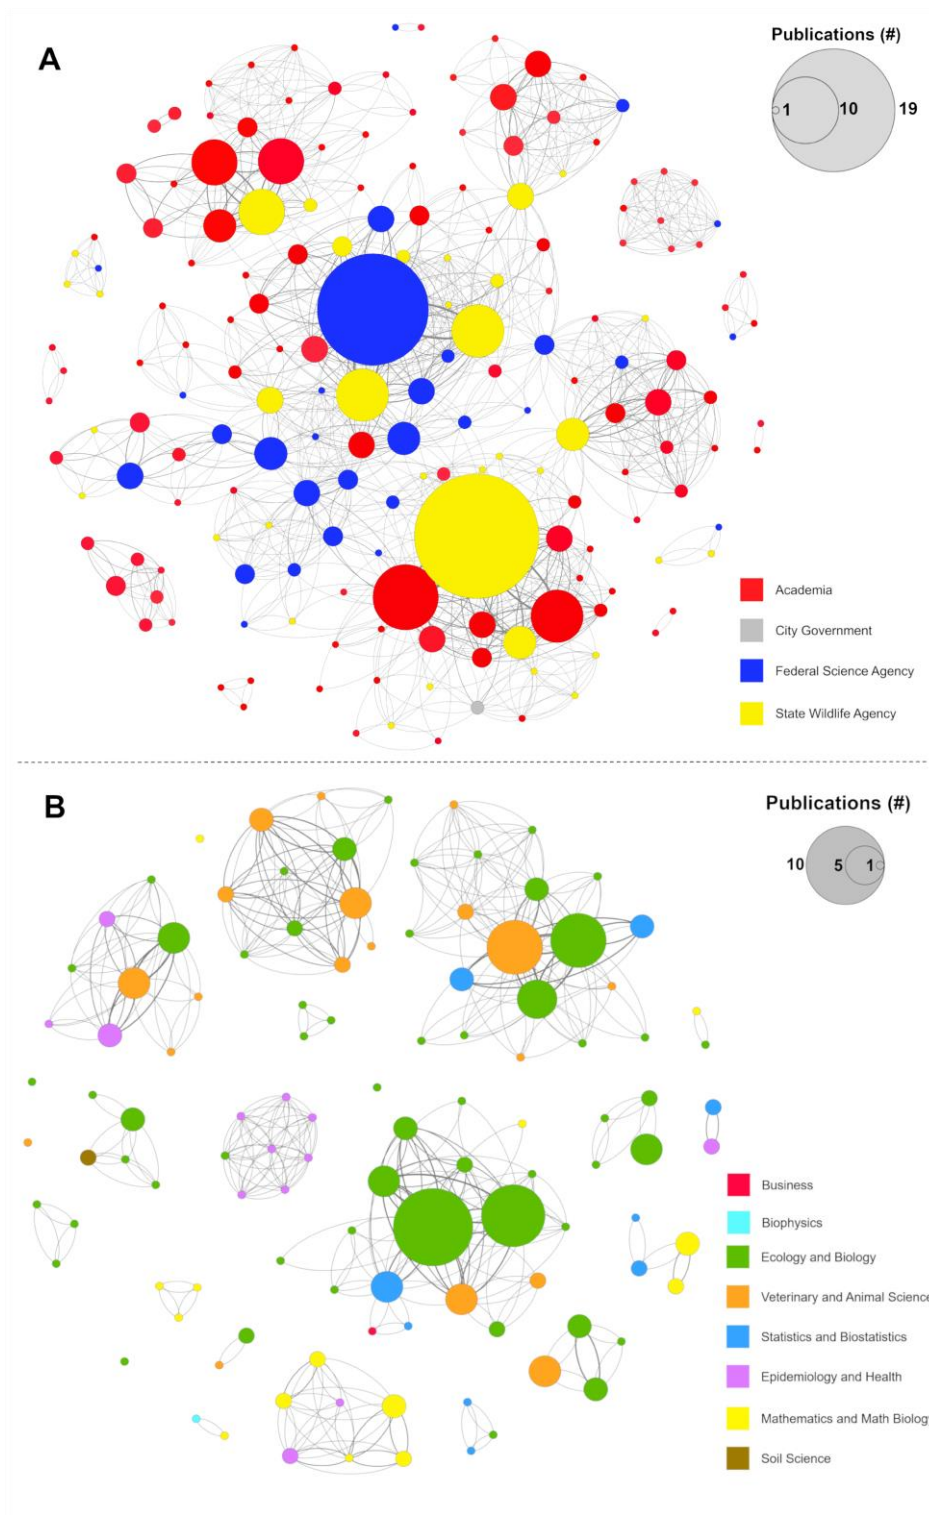 A
Publications (#)
1 10 19
Academia
City Government
Federal Science Agency
State Wildlife Agency
B
Publications (#)
10 5 1
Business
Biophysics
Ecology and Biology
Veterinary and Animal Science
Statistics and Biostatistics
Epidemiology and Health
Mathematics and Math Biolog
Soil Science